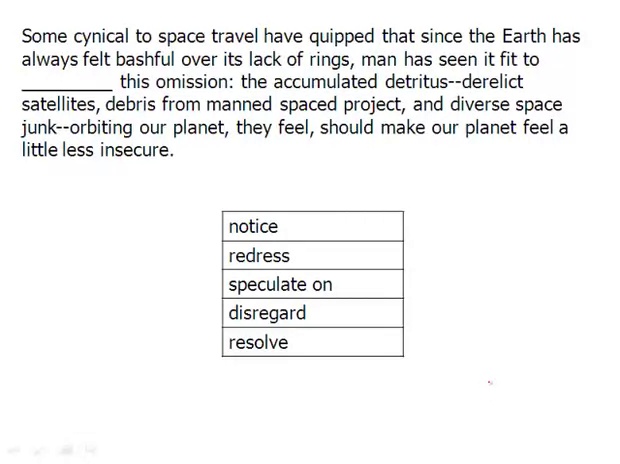 Some cynical to space travel have quipped that since the Earth has
always felt bashful over its lack of rings, man has seen it fit to
__________ this omission: the accumulated detritus--derelict
satellites, debris from manned spaced project, and diverse space
junk--orbiting our planet, they feel, should make our planet feel a
little less insecure.
notice
redress
speculate on
disregard
resolve